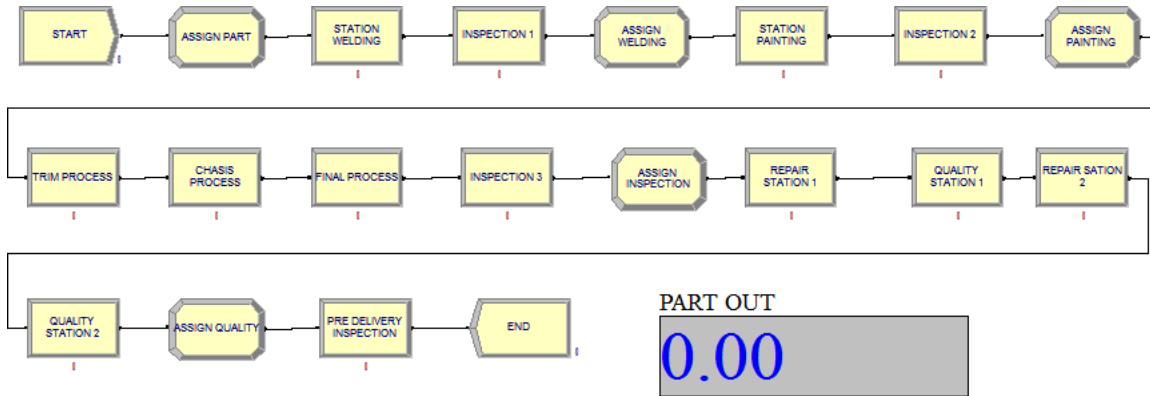 START
ASSIGN PART
STATION
WELDING
INSPECTION 1
ASSIGN
WELDING
STATION
PAINTING
INSPECTION 2
ASSIGN
PAINTING
TRIM PROCESS
CHASIS
PROCESS
FINAL PROCESS
INSPECTION 3
ASSIGN
INSPECTION
REPAIR
STATION 1
QUALITY
STATION 1
REPAIR SATION
2
QUALITY
STATION 2
ASSIGN QUALITY
PRE DELIVERY
INSPECTION
END
PART OUT
0.00